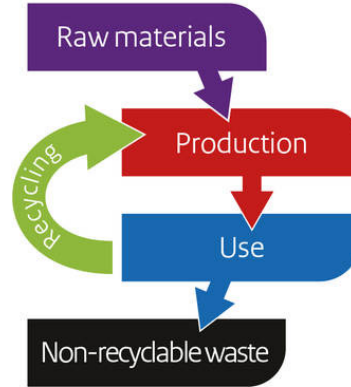 Raw materials
Production
Recycling
Use
Non-recyclable waste